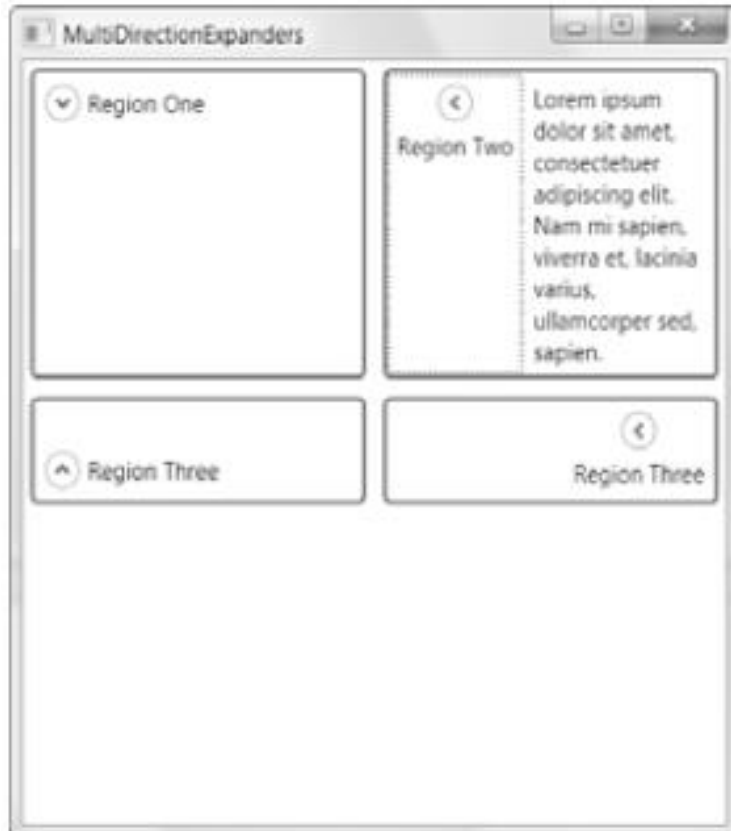 MultiDirectionExpanders
Region One
Region Two
Lorem ipsum
dolor sit amet,
consectetuer
adipiscing elit.
Nam mi sapien,
viverra et, lacinia
varius,
ullamcorper sed,
sapien.
Region Three
Region Three